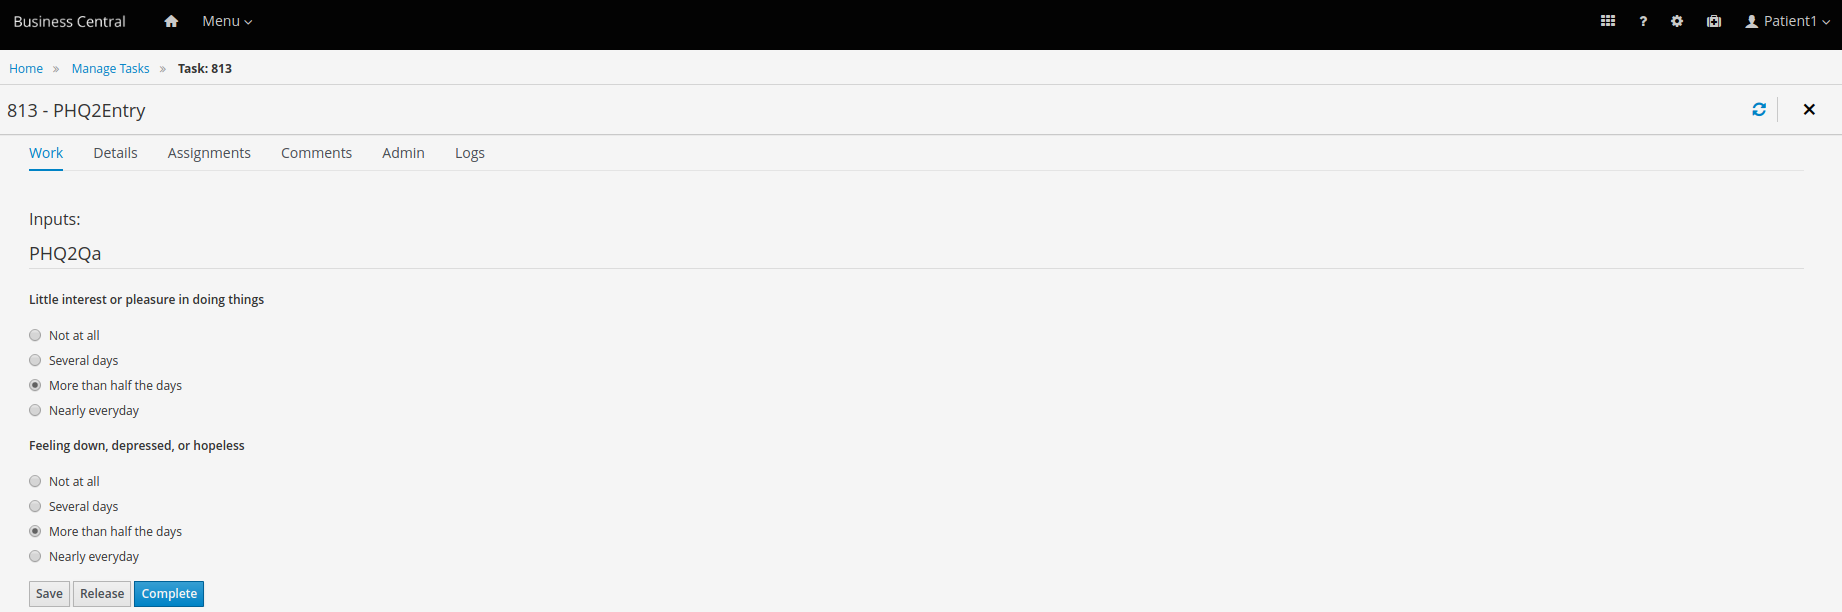 Business Central Menu ? Patient1
Home » Manage Tasks » Task: 813
813 - PHQ2Entry
Work Details Assignments Comments Admin Logs
Inputs:
PHQ2Qa
Little interest or pleasure in doing things
Not at all
Several days
More than half the days
Nearly everyday
Feeling down, depressed, or hopeless
Not at all
Several days
More than half the days
Nearly everyday
Save Release Complete